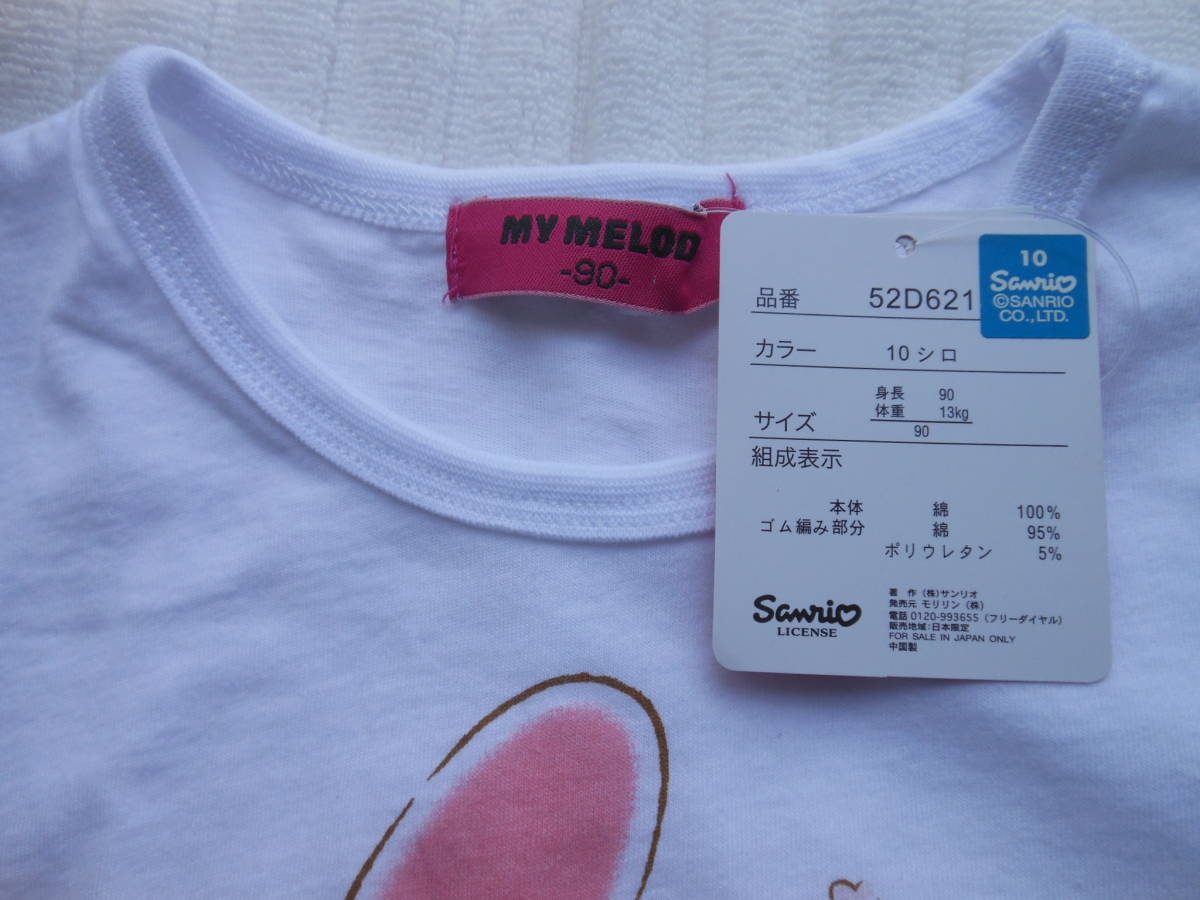 MY MELOD
-90-
10
Sanrio
©SANRIO
CO.,LTD.
品番 52D621
カラー 10シロ
サイズ 身長 90
体重 13kg
90
組成表示
本体 綿 100%
ゴム編み部分 綿 95%
ポリウレタン 5%
Sanrio
LICENSE
著 作 (株)サンリオ
発売元 モリリン (株)
電話 0120-993655 (フリーダイヤル)
販売地域:日本限定
FOR SALE IN JAPAN ONLY
中国製